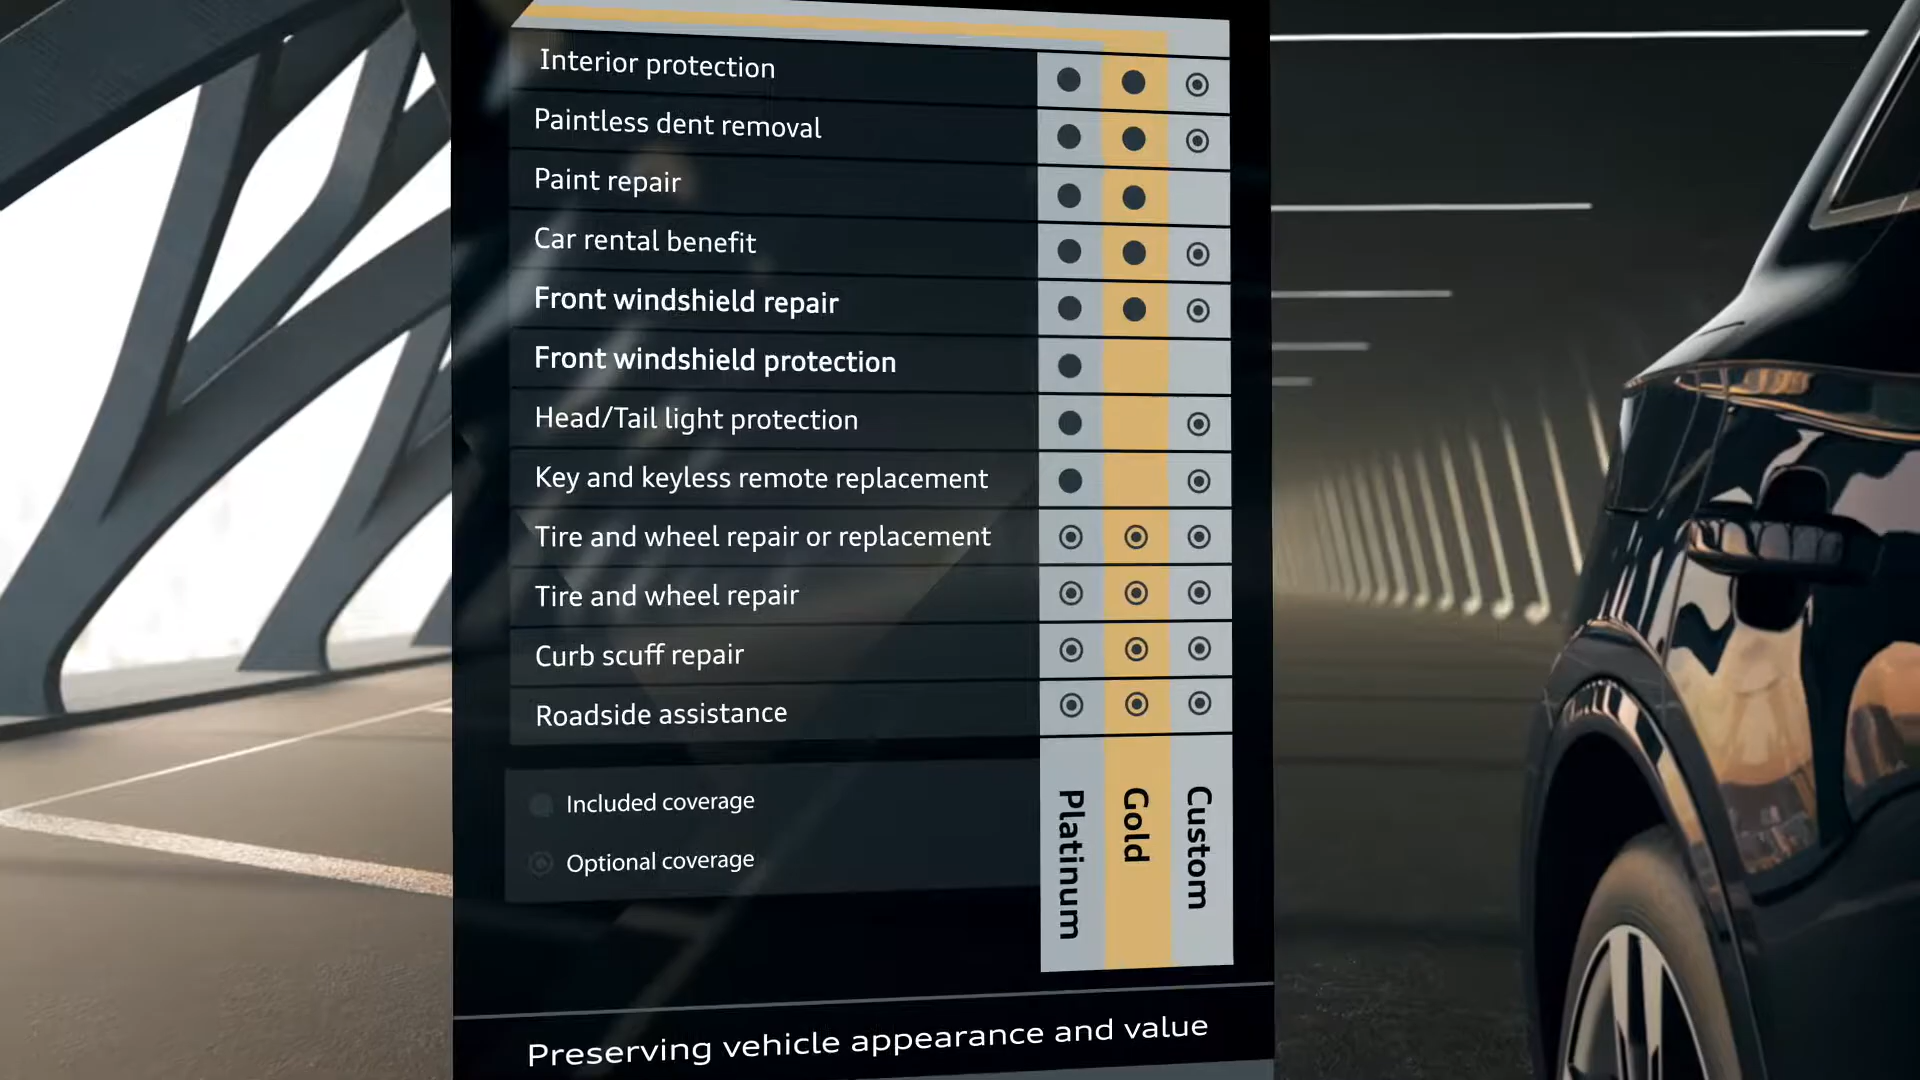 Interior protection
Paintless dent removal
Paint repair
Car rental benefit
Front windshield repair
Front windshield protection
Head/Tail light protection
Key and keyless remote replacement
Tire and wheel repair or replacement
Tire and wheel repair
Curb scuff repair
Roadside assistance
Included coverage
Optional coverage
Platinum
Gold
Custom
Preserving vehicle appearance and value